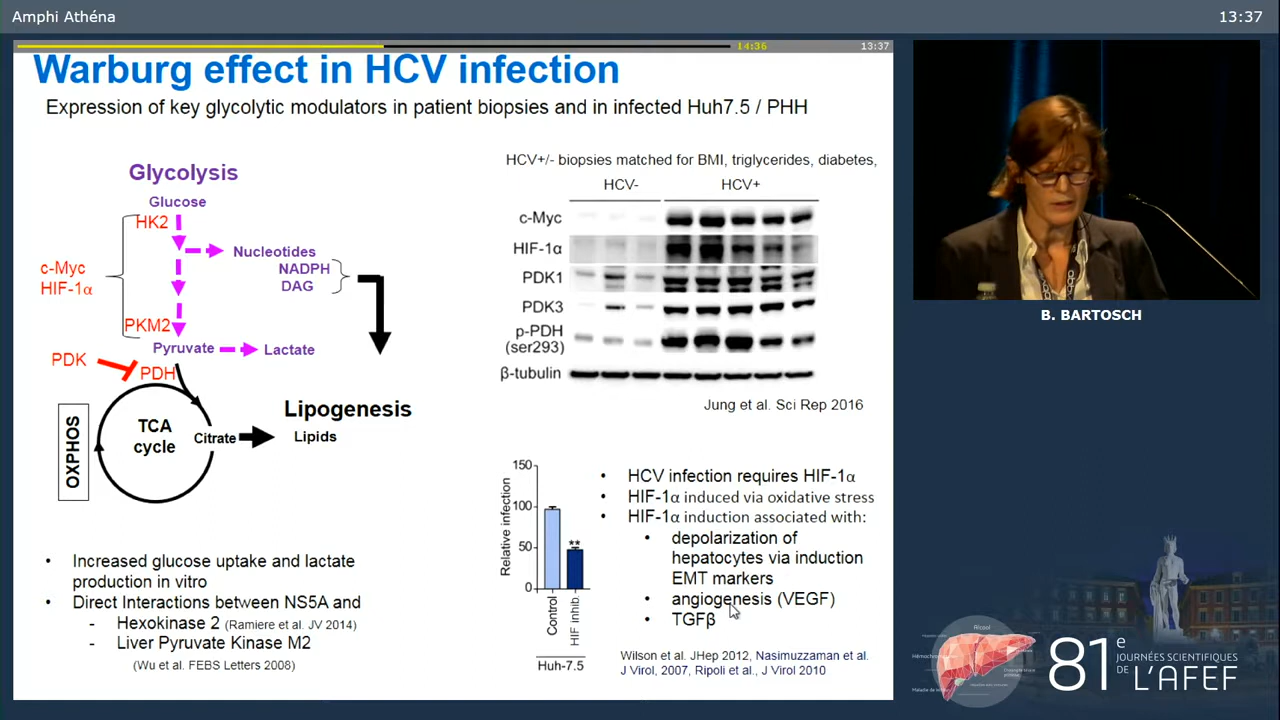 Amphi Athéna
13:37
14:36
13:37
Warburg effect in HCV infection
Expression of key glycolytic modulators in patient biopsies and in infected Huh7.5 / PHH
Glycolysis
Glucose
HK2
Nucleotides
NADPH
DAG
c-Myc
HIF-1α
PKM2
Pyruvate
Lactate
PDK
PDH
OXPHOS
TCA
cycle
Citrate
Lipogenesis
Lipids
HCV+/- biopsies matched for BMI, triglycerides, diabetes,
HCV-
HCV+
c-Myc
HIF-1α
PDK1
PDK3
p-PDH
(ser293)
β-tubulin
Jung et al. Sci Rep 2016
• Increased glucose uptake and lactate
production in vitro
• Direct Interactions between NS5A and
- Hexokinase 2 (Ramiere et al. JV 2014)
- Liver Pyruvate Kinase M2
(Wu et al. FEBS Letters 2008)
Relative infection
150
100
50
0
**
Control
HIF inhib.
Huh-7.5
• HCV infection requires HIF-1α
• HIF-1α induced via oxidative stress
• HIF-1α induction associated with:
• depolarization of
hepatocytes via induction
EMT markers
• angiogenesis (VEGF)
• TGFβ
Wilson et al. JHep 2012, Nasimuzzaman et al.
J Virol, 2007, Ripoli et al., J Virol 2010
B. BARTOSCH
Alcool
81e
JOURNÉES SCIENTIFIQUES
DE L'AFEF